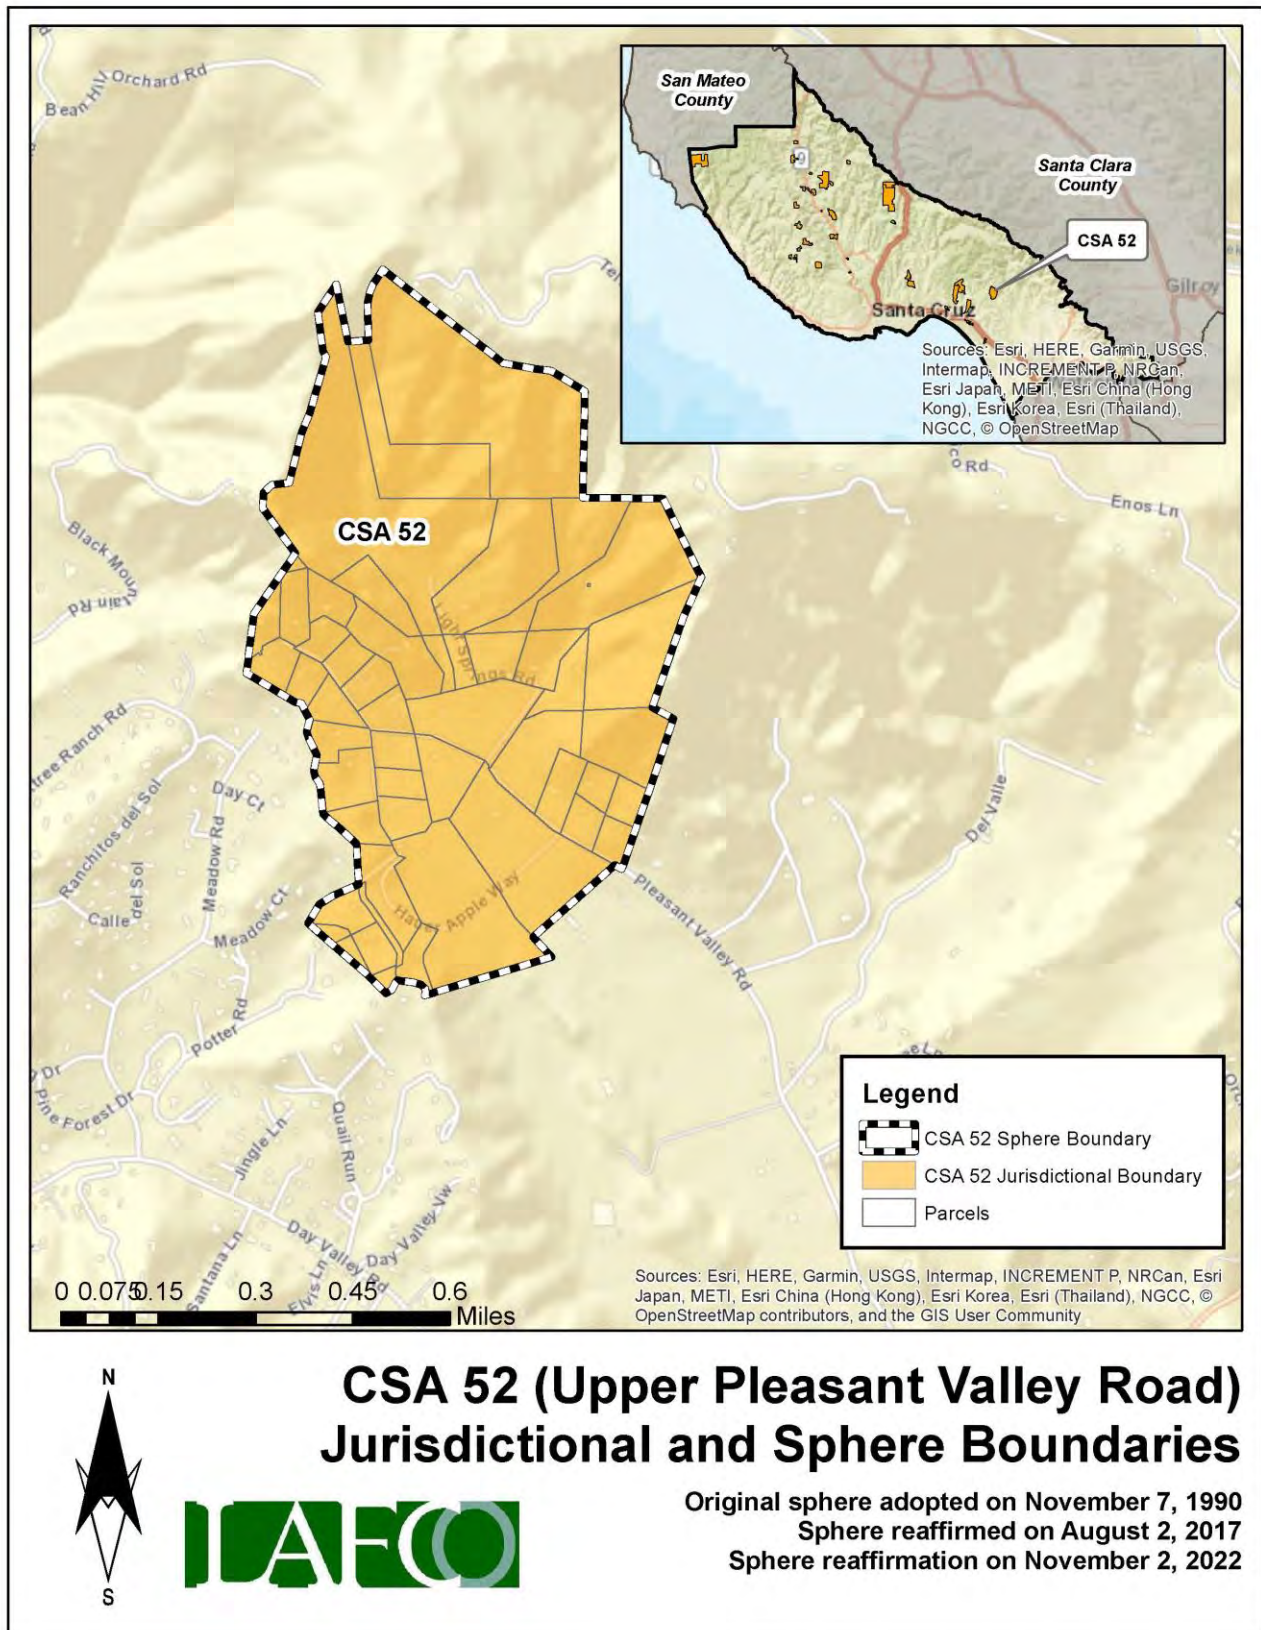 Orchard Rd
Bean Hill
San Mateo
County
9
Santa Clara
County
CSA 52
Gilroy
Santa Cruz
Sources: Esri, HERE, Garmin, USGS,
Intermap, INCREMENT P, NRCan,
Esri Japan, METI, Esri China (Hong
Kong), Esri Korea, Esri (Thailand),
NGCC, © OpenStreetMap
Enos Ln
CSA 52
Black Mountain Rd
Light Springs Rd
tree Ranch Rd
Day Ct
Ranchitos del Sol
Meadow Rd
Calle del Sol
Meadow Ct
Del Valle
Hauer Apple Way
Pleasant Valley Rd
Potter Rd
Dr
Pine Forest Dr
Jingle Ln
Quail Run
Santana Ln
Day Valley Rd
Day Valley Vw
Elvis Ln
Legend
CSA 52 Sphere Boundary
CSA 52 Jurisdictional Boundary
Parcels
0 0.075 0.15 0.3 0.45 0.6
Miles
Sources: Esri, HERE, Garmin, USGS, Intermap, INCREMENT P, NRCan, Esri
Japan, METI, Esri China (Hong Kong), Esri Korea, Esri (Thailand), NGCC, ©
OpenStreetMap contributors, and the GIS User Community
N
S
LAFCO
CSA 52 (Upper Pleasant Valley Road)
Jurisdictional and Sphere Boundaries
Original sphere adopted on November 7, 1990
Sphere reaffirmed on August 2, 2017
Sphere reaffirmation on November 2, 2022